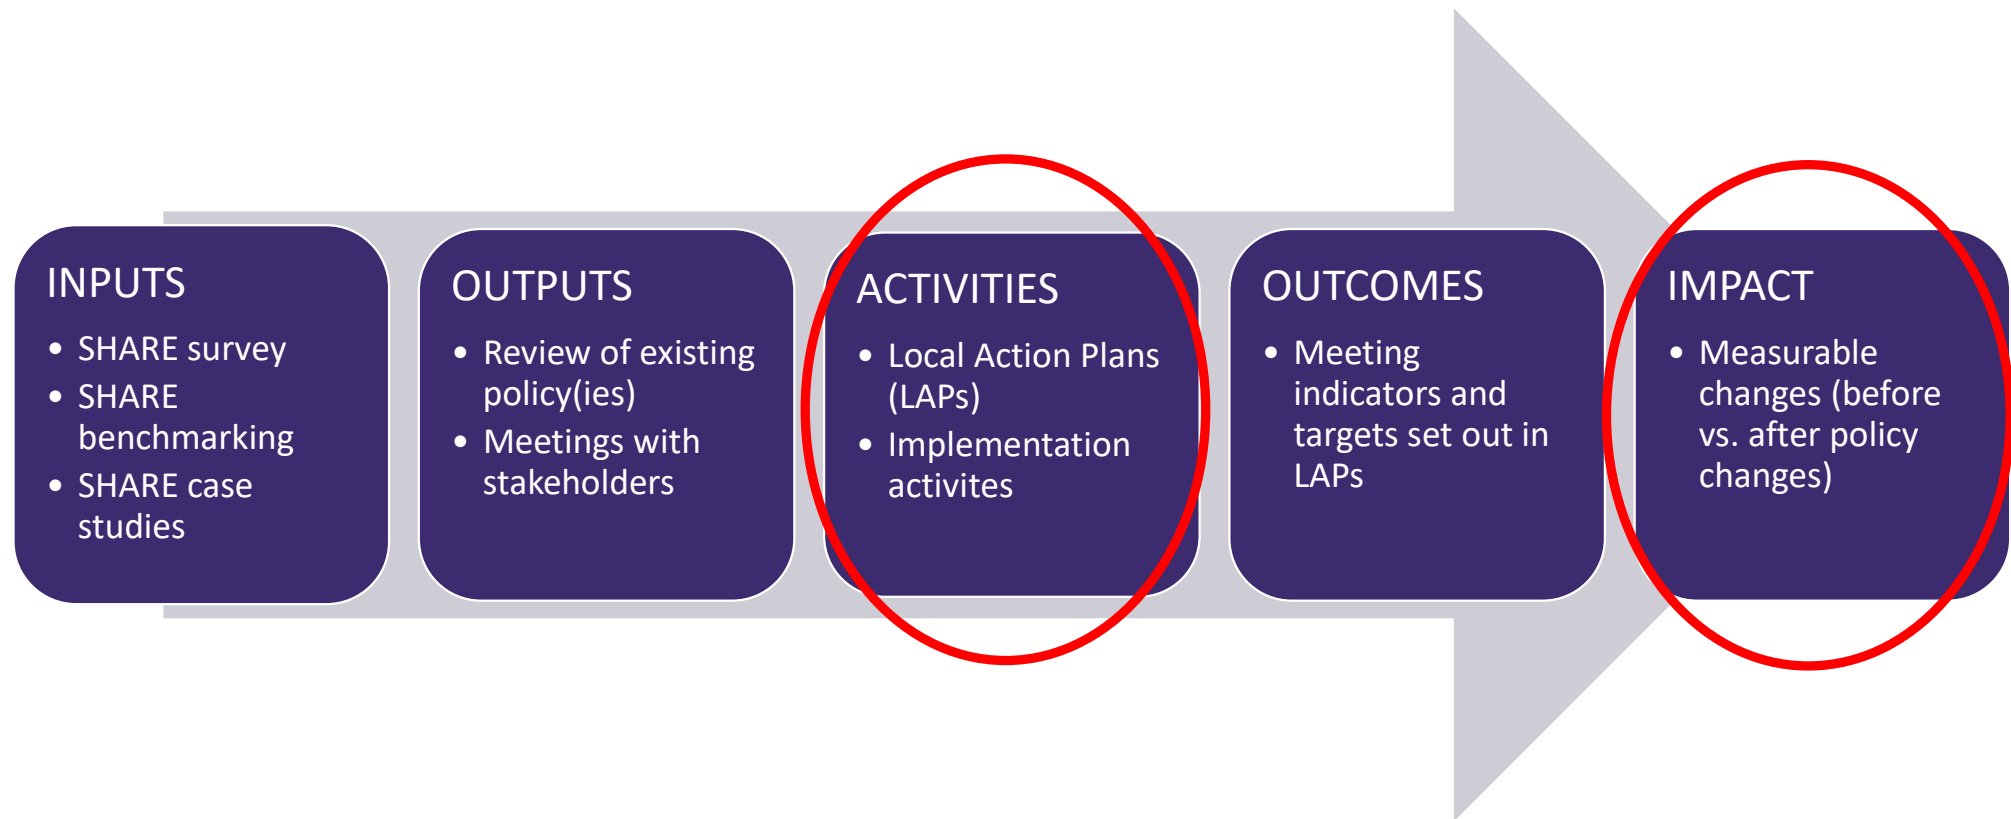 INPUTS
• SHARE survey
• SHARE
benchmarking
• SHARE case
studies
OUTPUTS
• Review of existing
policy(ies)
• Meetings with
stakeholders
ACTIVITIES
• Local Action Plans
(LAPs)
• Implementation
activites
OUTCOMES
• Meeting
indicators and
targets set out in
LAPs
IMPACT
• Measurable
changes (before
vs. after policy
changes)